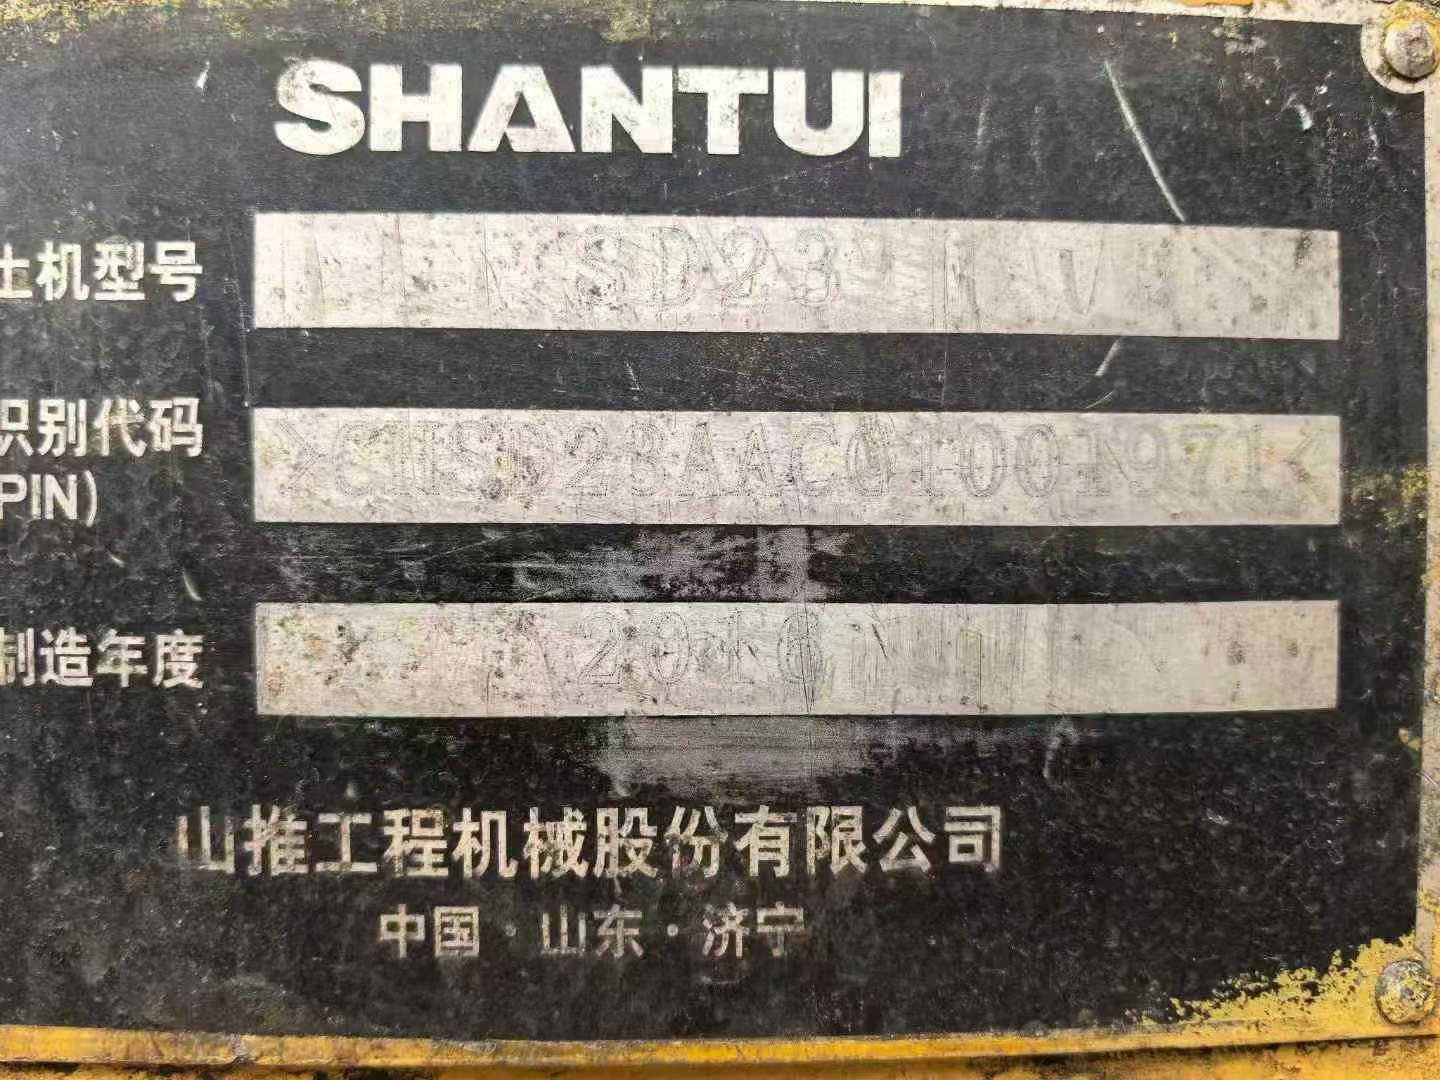 SHANTUI
土机型号 SD23
识别代码 >CHSD23AACG1001971<
PIN)
制造年度 2016
山推工程机械股份有限公司
中国·山东·济宁